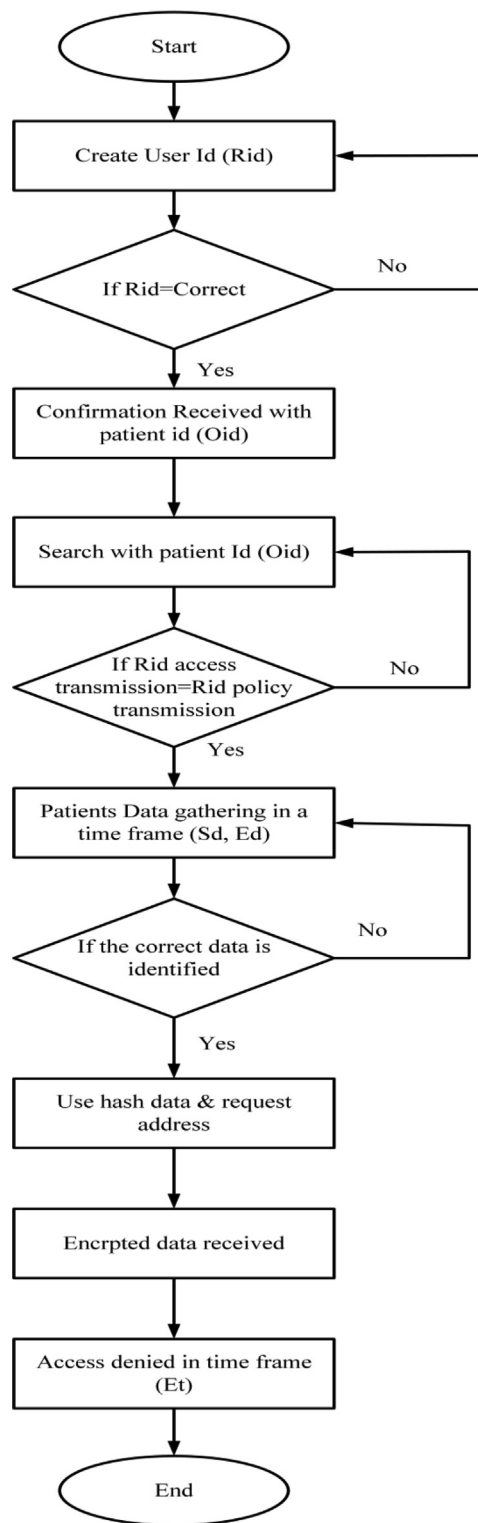 Start
Create User Id (Rid)
If Rid=Correct
No
Yes
Confirmation Received with
patient id (Oid)
Search with patient Id (Oid)
If Rid access
transmission=Rid policy
transmission
No
Yes
Patients Data gathering in a
time frame (Sd, Ed)
If the correct data is
identified
No
Yes
Use hash data & request
address
Encrpted data received
Access denied in time frame
(Et)
End